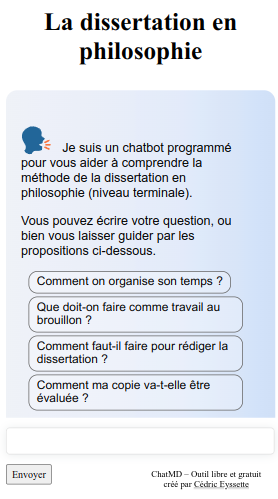 La dissertation en
philosophie
Je suis un chatbot programmé
pour vous aider à comprendre la
méthode de la dissertation en
philosophie (niveau terminale).
Vous pouvez écrire votre question, ou
bien vous laisser guider par les
propositions ci-dessous.
Comment on organise son temps ?
Que doit-on faire comme travail au
brouillon ?
Comment faut-il faire pour rédiger la
dissertation ?
Comment ma copie va-t-elle être
évaluée ?
Envoyer
ChatMD – Outil libre et gratuit
créé par Cédric Eyssette